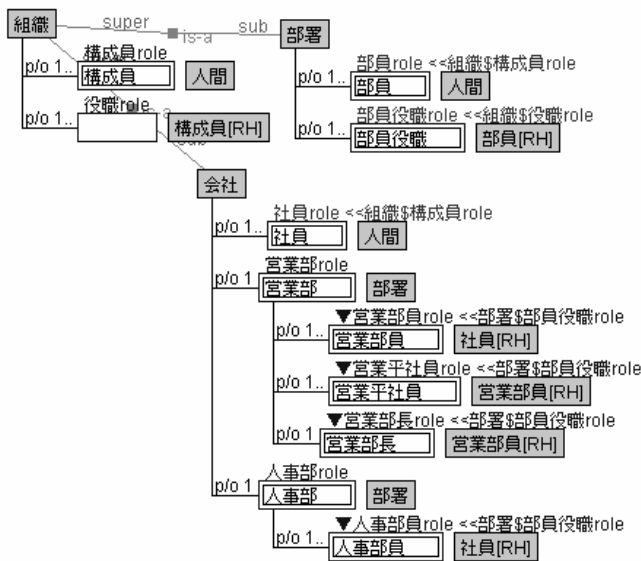 組織
super
is-a
sub
部署
構成員role
p/o 1..
構成員
人間
役職role
p/o 1..
構成員[RH]
is-a
sub
部員role <<組織$構成員role
p/o 1..
部員
人間
部員役職role <<組織$役職role
p/o 1..
部員役職
部員[RH]
会社
社員role <<組織$構成員role
p/o 1..
社員
人間
営業部role
p/o 1
営業部
部署
▼営業部員role <<部署$部員役職role
p/o 1..
営業部員
社員[RH]
▼営業平社員role <<部署$部員役職role
p/o 1..
営業平社員
営業部員[RH]
▼営業部長role <<部署$部員役職role
p/o 1
営業部長
営業部員[RH]
人事部role
p/o 1
人事部
部署
▼人事部員role <<部署$部員役職role
p/o 1..
人事部員
社員[RH]